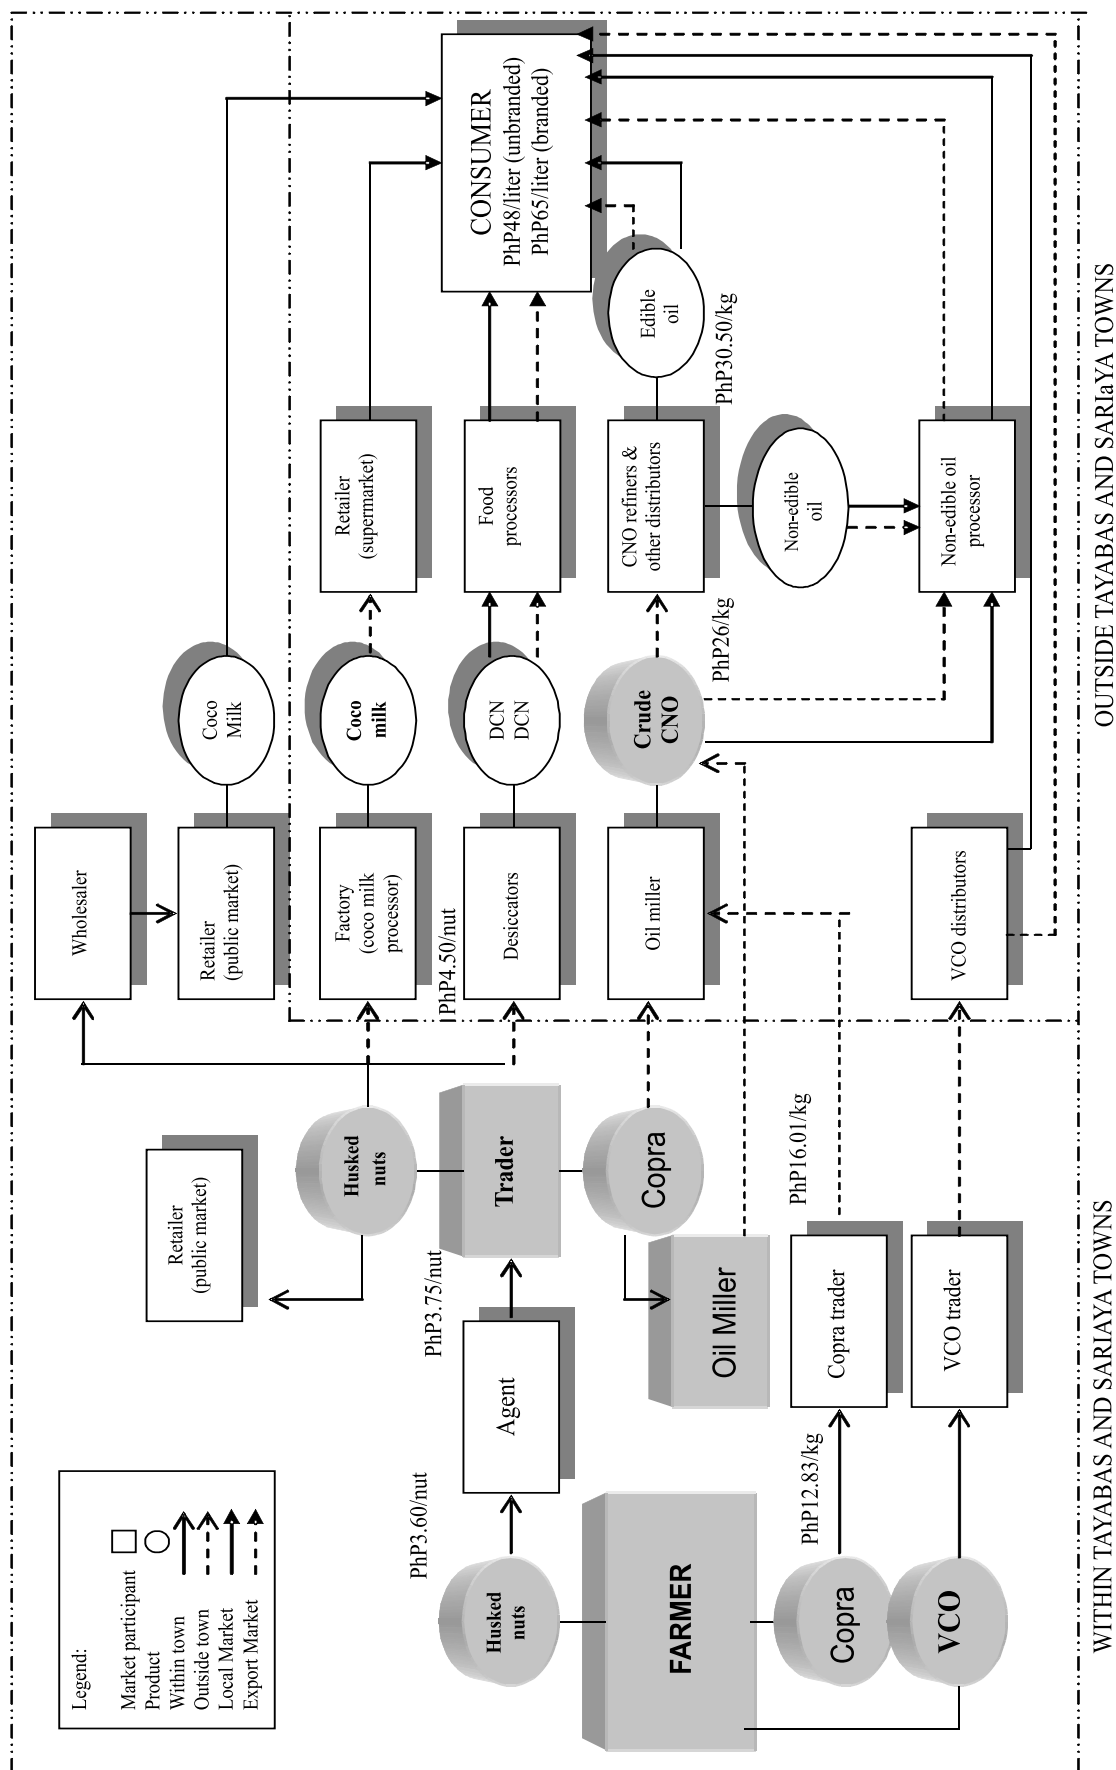 Legend:
Market participant
Product
Within town
Outside town
Local Market
Export Market
Retailer
(public market)
Wholesaler
Retailer
(public market)
Coco
Milk
Husked
nuts
Factory
(coco milk
processor)
Coco
milk
Retailer
(supermarket)
PhP3.60/nut
PhP3.75/nut
PhP4.50/nut
Husked
nuts
Agent
Trader
Desiccators
DCN
DCN
Food
processors
CONSUMER
PhP48/liter (unbranded)
PhP65/liter (branded)
FARMER
Copra
Oil miller
Crude
CNO
CNO refiners &
other distributors
Edible
oil
PhP26/kg
PhP30.50/kg
Oil Miller
Non-edible
oil
PhP12.83/kg
PhP16.01/kg
Copra
Copra trader
VCO
VCO trader
VCO distributors
Non-edible oil
processor
WITHIN TAYABAS AND SARIAYA TOWNS
OUTSIDE TAYABAS AND SARIaYA TOWNS